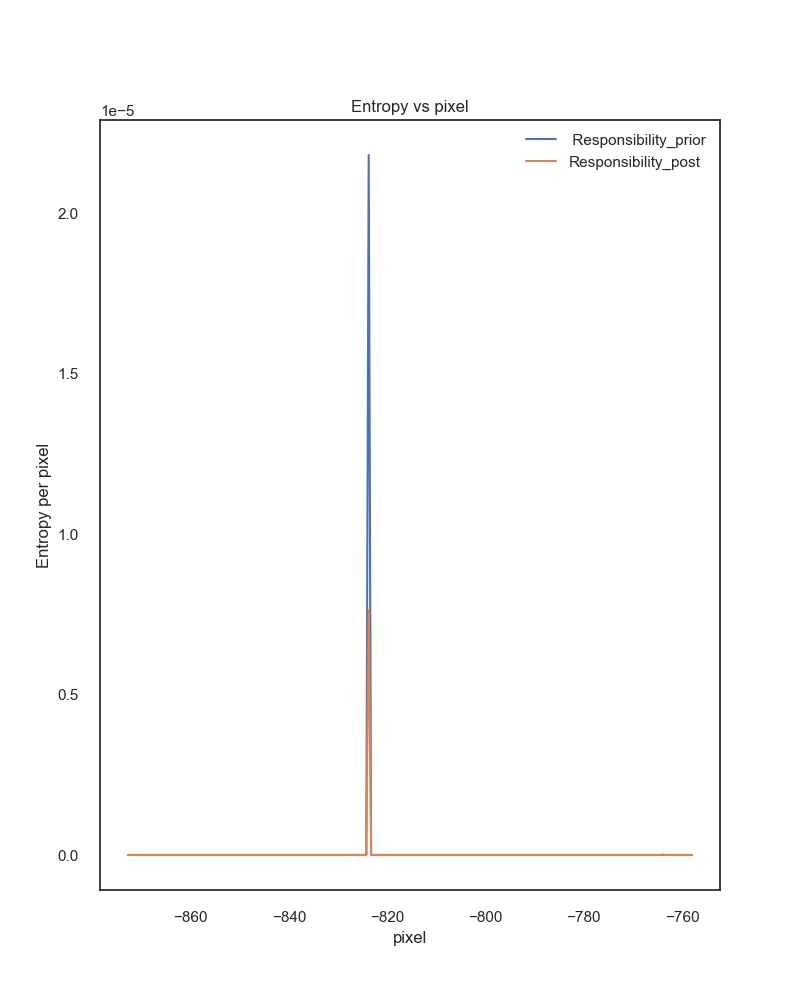 Entropy vs pixel
1e−5
Responsibility_prior
Responsibility_post
2.0
1.5
1.0
0.5
0.0
Entropy per pixel
−860
−840
−820
−800
−780
−760
pixel